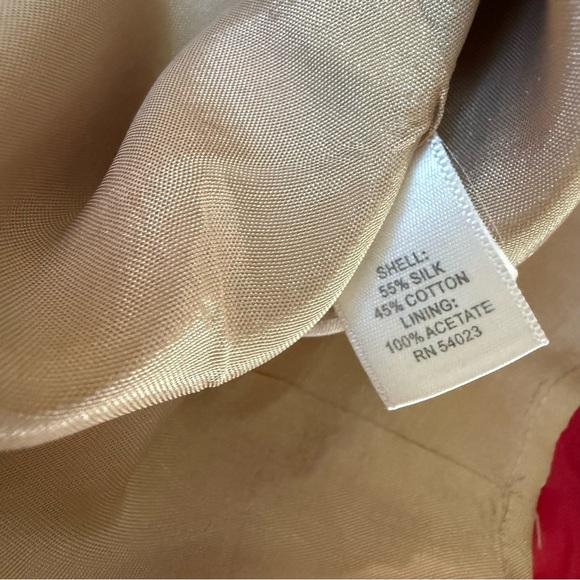 SHELL:
55% SILK
45% COTTON
LINING:
100% ACETATE
RN 54023